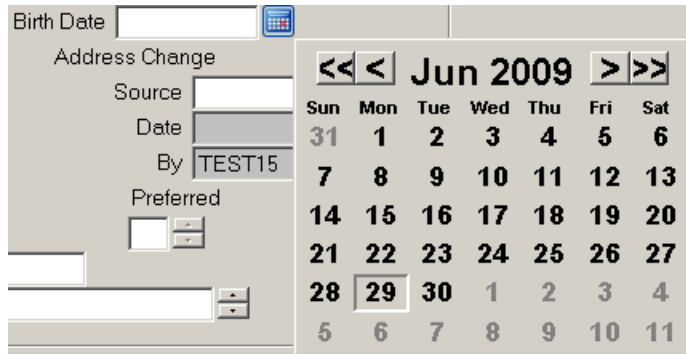 Birth Date
Address Change
Source
Date
By TEST15
Preferred
<< < Jun 2009 > >>
Sun Mon Tue Wed Thu Fri Sat
31 1 2 3 4 5 6
7 8 9 10 11 12 13
14 15 16 17 18 19 20
21 22 23 24 25 26 27
28 29 30 1 2 3 4
5 6 7 8 9 10 11